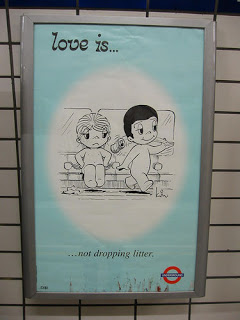 love is...
...not dropping litter.